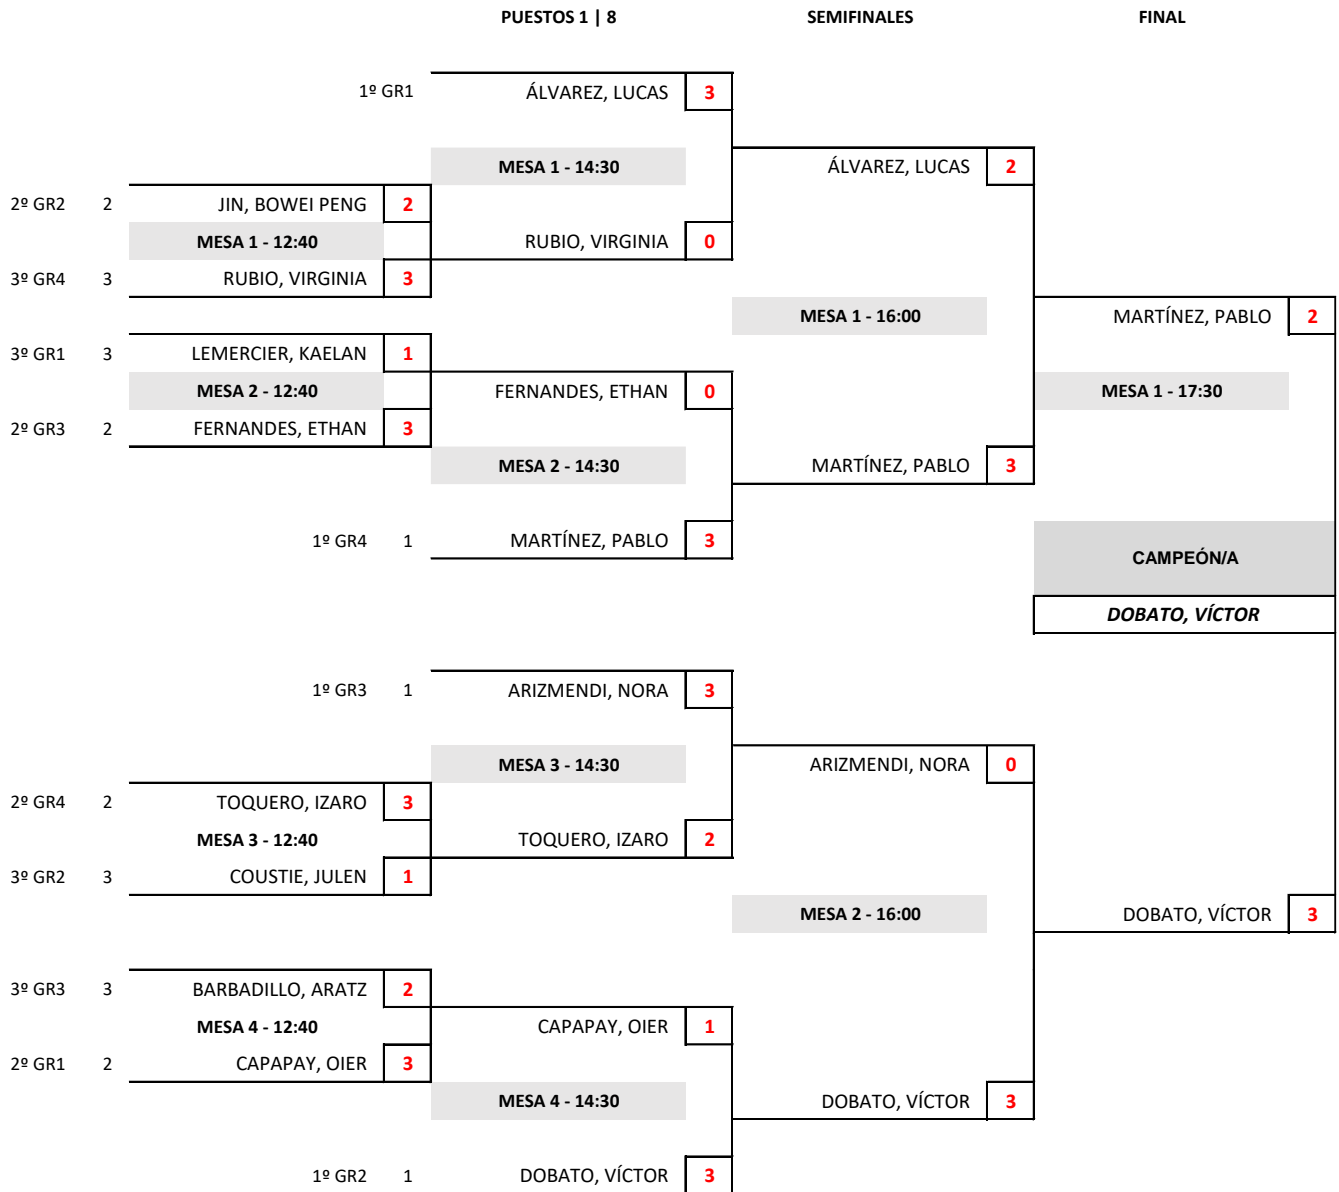 PUESTOS 1 | 8 SEMIFINALES FINAL
1º GR1 ÁLVAREZ, LUCAS 3
MESA 1 - 14:30 ÁLVAREZ, LUCAS 2
2º GR2 2 JIN, BOWEI PENG 2
MESA 1 - 12:40 RUBIO, VIRGINIA 0
3º GR4 3 RUBIO, VIRGINIA 3
MESA 1 - 16:00 MARTÍNEZ, PABLO 2
3º GR1 3 LEMERCIER, KAELAN 1
MESA 2 - 12:40 FERNANDES, ETHAN 0 MESA 1 - 17:30
2º GR3 2 FERNANDES, ETHAN 3
MESA 2 - 14:30 MARTÍNEZ, PABLO 3
1º GR4 1 MARTÍNEZ, PABLO 3
CAMPEÓN/A
DOBATO, VÍCTOR
1º GR3 1 ARIZMENDI, NORA 3
MESA 3 - 14:30 ARIZMENDI, NORA 0
2º GR4 2 TOQUERO, IZARO 3
MESA 3 - 12:40 TOQUERO, IZARO 2
3º GR2 3 COUSTIE, JULEN 1
MESA 2 - 16:00 DOBATO, VÍCTOR 3
3º GR3 3 BARBADILLO, ARATZ 2
MESA 4 - 12:40 CAPAPAY, OIER 1
2º GR1 2 CAPAPAY, OIER 3
MESA 4 - 14:30 DOBATO, VÍCTOR 3
1º GR2 1 DOBATO, VÍCTOR 3